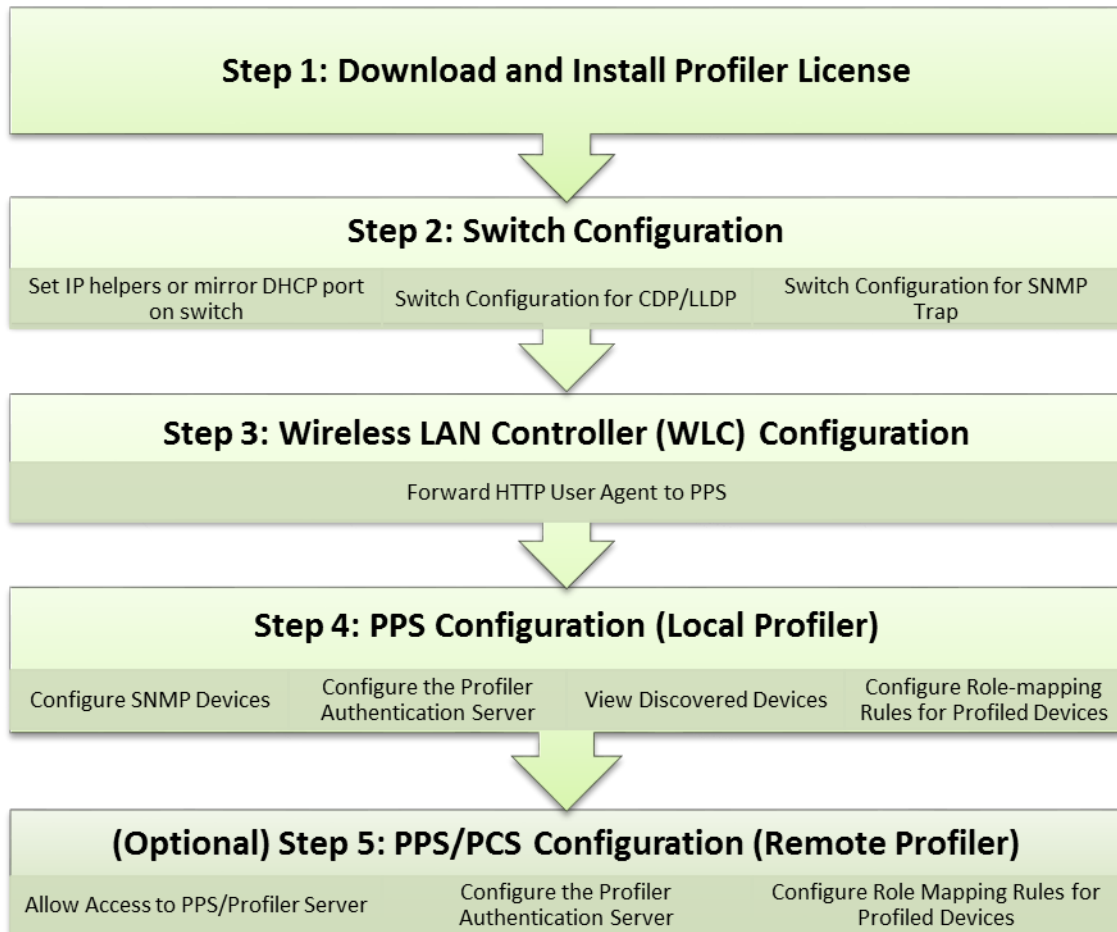 Step 1: Download and Install Profiler License
Step 2: Switch Configuration
Set IP helpers or mirror DHCP port
on switch
Switch Configuration for CDP/LLDP
Switch Configuration for SNMP
Trap
Step 3: Wireless LAN Controller (WLC) Configuration
Forward HTTP User Agent to PPS
Step 4: PPS Configuration (Local Profiler)
Configure SNMP Devices
Configure the Profiler
Authentication Server
View Discovered Devices
Configure Role-mapping
Rules for Profiled Devices
(Optional) Step 5: PPS/PCS Configuration (Remote Profiler)
Allow Access to PPS/Profiler Server
Configure the Profiler
Authentication Server
Configure Role Mapping Rules for
Profiled Devices